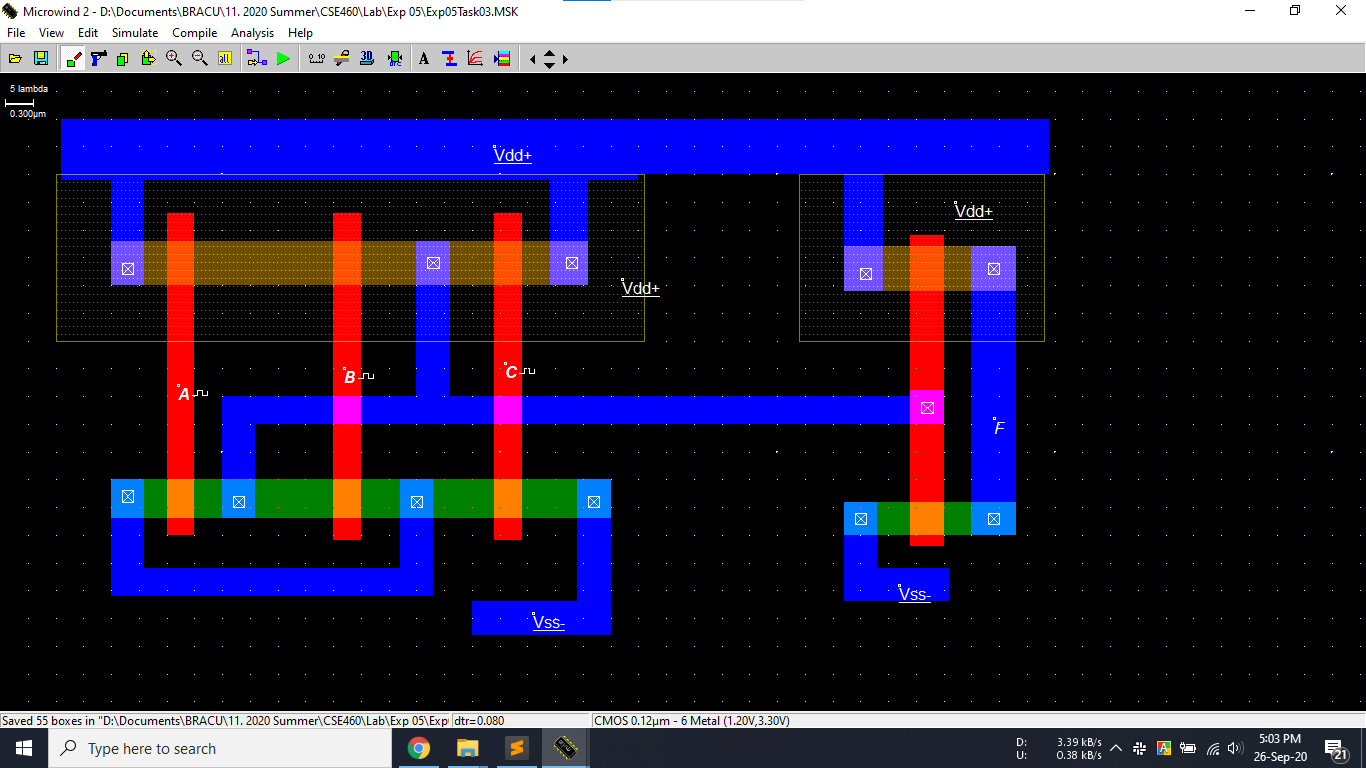 Microwind 2 - D:\Documents\BRACU\11. 2020 Summer\CSE460\Lab\Exp 05\Exp05Task03.MSK
File View Edit Simulate Compile Analysis Help
5 lambda
0.300µm
Vdd+
Vdd+
Vdd+
A
B
C
F
Vss-
Vss-
Saved 55 boxes in "D:\Documents\BRACU\11. 2020 Summer\CSE460\Lab\Exp 05\Exp dtr=0.080 CMOS 0.12µm - 6 Metal (1.20V,3.30V)
Type here to search
D: 3.39 kB/s
U: 0.38 kB/s
5:03 PM
26-Sep-20
21